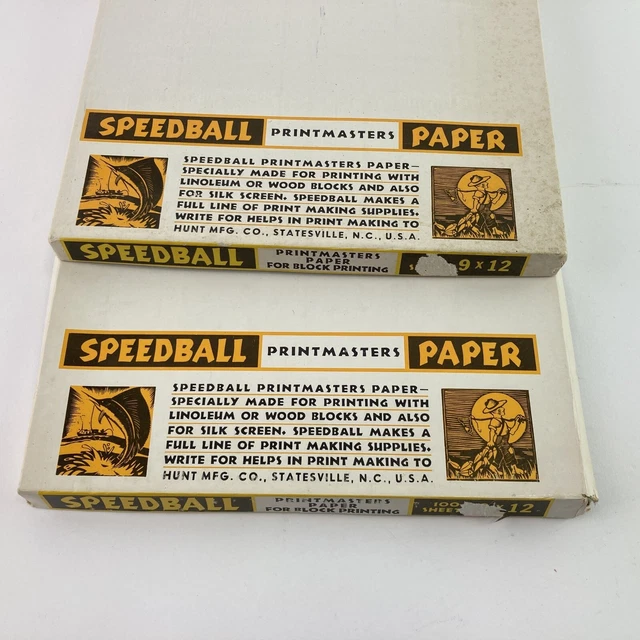 SPEEDBALL PRINTMASTERS PAPER
SPEEDBALL PRINTMASTERS PAPER—
SPECIALLY MADE FOR PRINTING WITH
LINOLEUM OR WOOD BLOCKS AND ALSO
FOR SILK SCREEN. SPEEDBALL MAKES A
FULL LINE OF PRINT MAKING SUPPLIES.
WRITE FOR HELPS IN PRINT MAKING TO
HUNT MFG. CO., STATESVILLE, N.C., U.S.A.
SPEEDBALL
PRINTMASTERS
PAPER
FOR BLOCK PRINTING
9 x 12
SPEEDBALL PRINTMASTERS PAPER
SPEEDBALL PRINTMASTERS PAPER—
SPECIALLY MADE FOR PRINTING WITH
LINOLEUM OR WOOD BLOCKS AND ALSO
FOR SILK SCREEN. SPEEDBALL MAKES A
FULL LINE OF PRINT MAKING SUPPLIES.
WRITE FOR HELPS IN PRINT MAKING TO
HUNT MFG. CO., STATESVILLE, N.C., U.S.A.
SPEEDBALL
PRINTMASTERS
PAPER
FOR BLOCK PRINTING
100
12